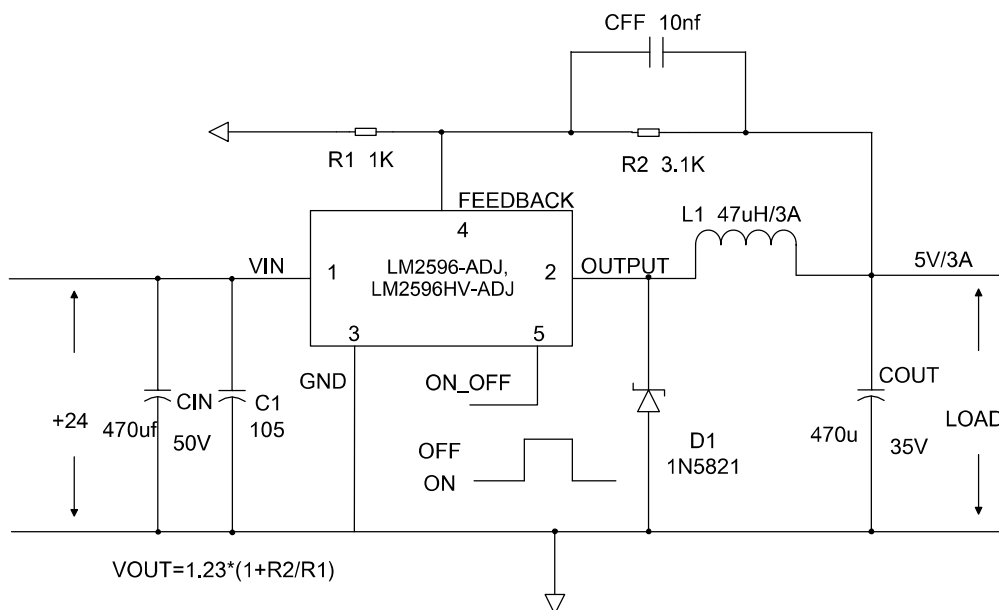 CFF 10nf
R1 1K
R2 3.1K
FEEDBACK
4
L1 47uH/3A
VIN
1
LM2596-ADJ,
LM2596HV-ADJ
2
OUTPUT
5V/3A
3
5
GND
ON_OFF
+24
470uf
CIN
50V
C1
105
OFF
ON
D1
1N5821
COUT
470u
35V
LOAD
VOUT=1.23*(1+R2/R1)